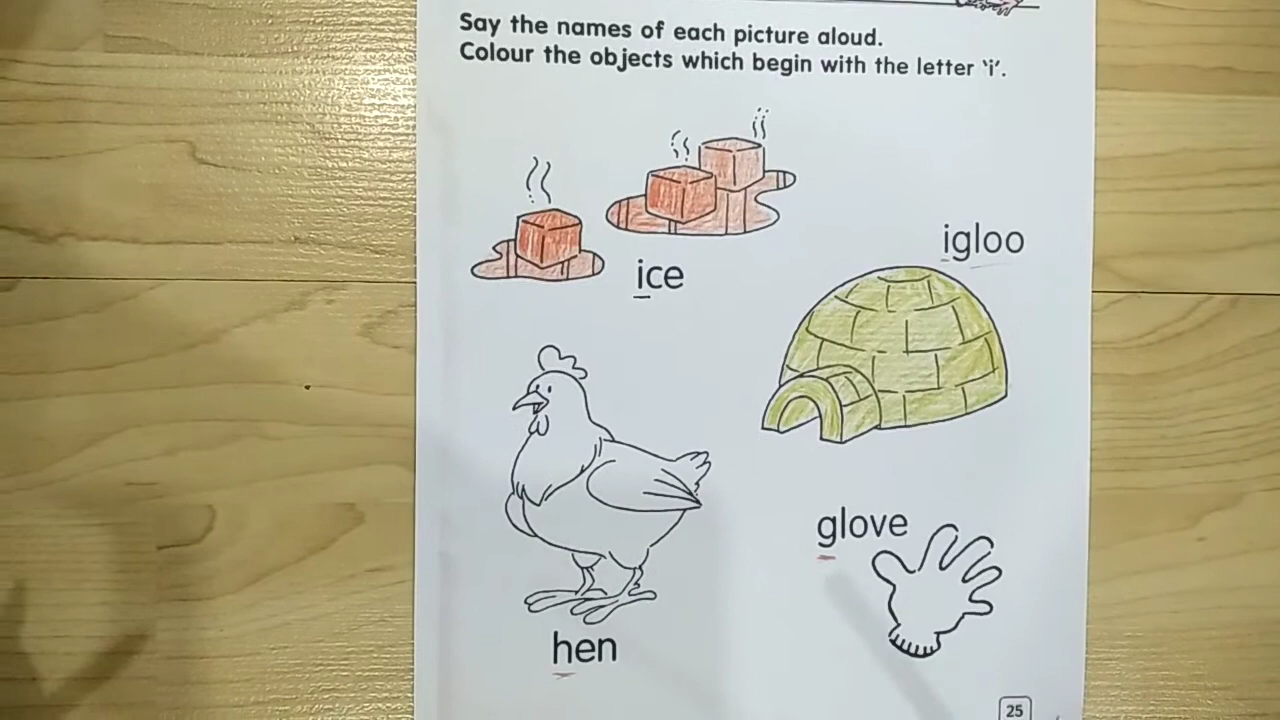 Say the names of each picture aloud.
Colour the objects which begin with the letter ‘i’.
igloo
ice
glove
hen
25